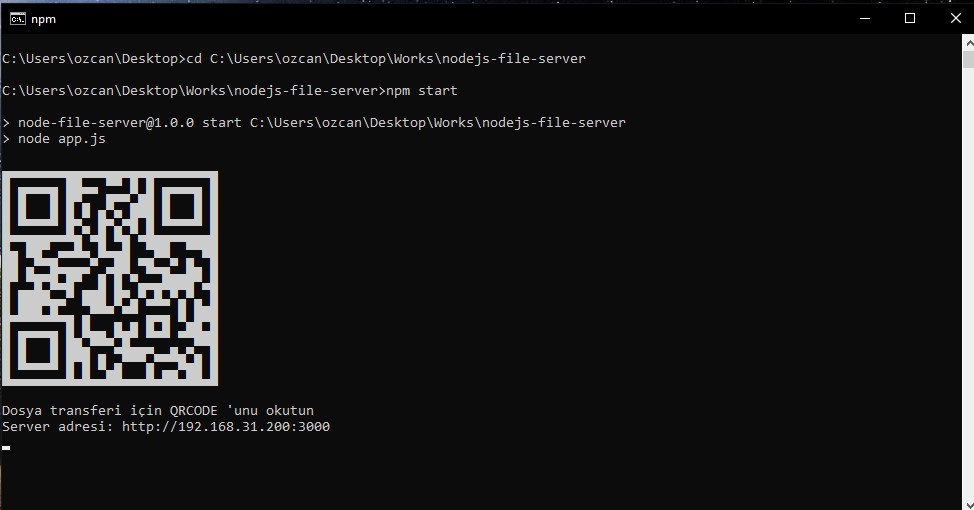 npm
C:\Users\ozcan\Desktop>cd C:\Users\ozcan\Desktop\Works\nodejs-file-server
C:\Users\ozcan\Desktop\Works\nodejs-file-server>npm start
> node-file-server@1.0.0 start C:\Users\ozcan\Desktop\Works\nodejs-file-server
> node app.js
Dosya transferi için QRCODE 'unu okutun
Server adresi: http://192.168.31.200:3000